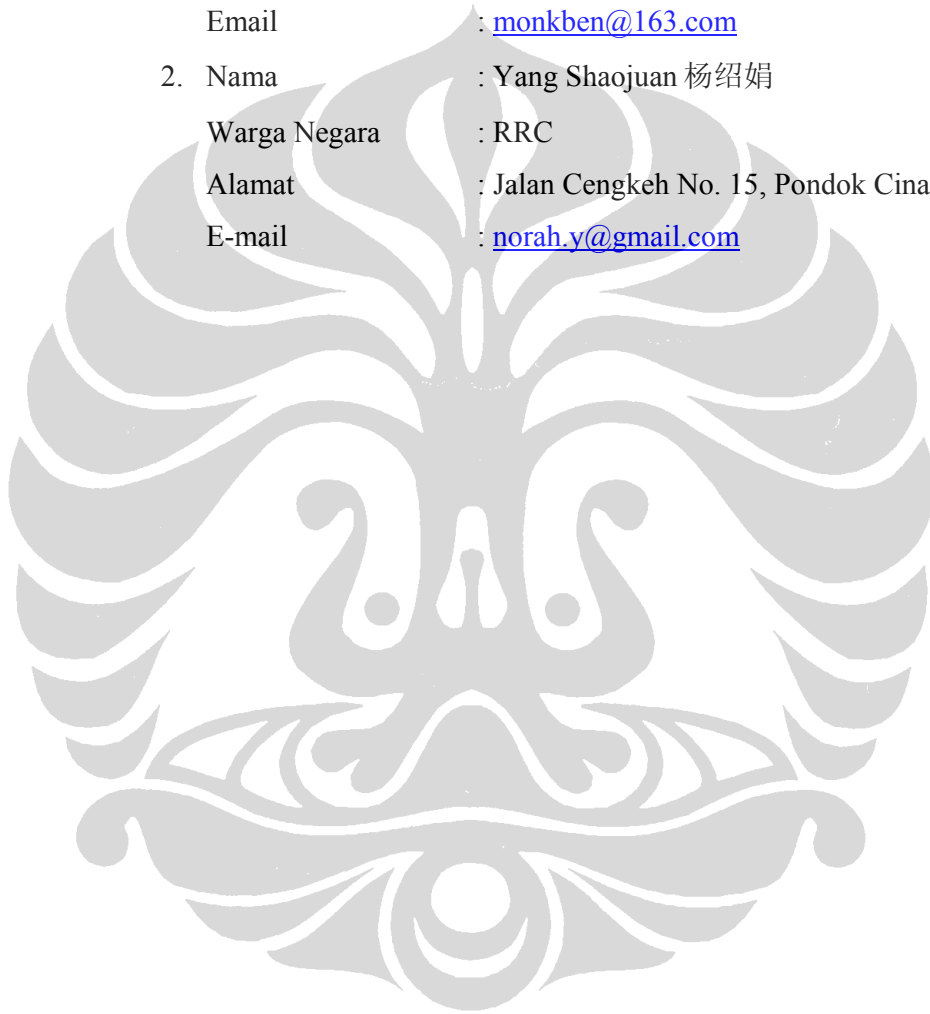 Email : monkben@163.com
2. Nama : Yang Shaojuan 杨绍娟
Warga Negara : RRC
Alamat : Jalan Cengkeh No. 15, Pondok Cina
E-mail : norah.y@gmail.com